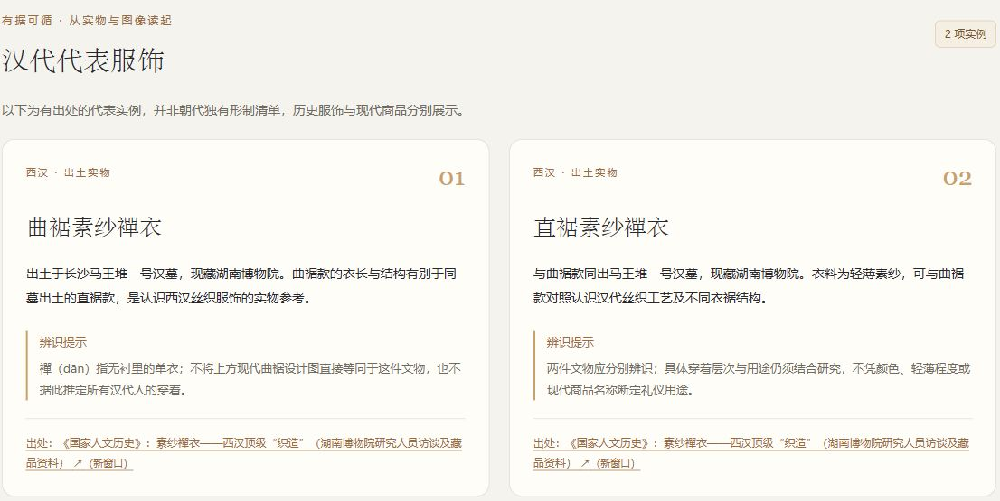 有据可循 · 从实物与图像读起
2 项实例
汉代代表服饰
以下为有出处的代表实例，并非朝代独有形制清单，历史服饰与现代商品分别展示。
西汉 · 出土实物
01
曲裾素纱襌衣
出土于长沙马王堆一号汉墓，现藏湖南博物院。曲裾款的衣长与结构有别于同
墓出土的直裾款，是认识西汉丝织服饰的实物参考。
辨识提示
襌（dān）指无衬里的单衣；不将上方现代曲裾设计图直接等同于这件文物，也不
据此推定所有汉代人的穿着。
出处：《国家人文历史》：素纱襌衣——西汉顶级“织造”（湖南博物院研究人员访谈及藏
品资料） ↗（新窗口）
西汉 · 出土实物
02
直裾素纱襌衣
与曲裾款同出马王堆一号汉墓，现藏湖南博物院。衣料为轻薄素纱，可与曲裾
款对照认识汉代丝织工艺及不同衣裾结构。
辨识提示
两件文物应分别辨识；具体穿着层次与用途仍须结合研究，不凭颜色、轻薄程度或
现代商品名称断定礼仪用途。
出处：《国家人文历史》：素纱襌衣——西汉顶级“织造”（湖南博物院研究人员访谈及藏
品资料） ↗（新窗口）